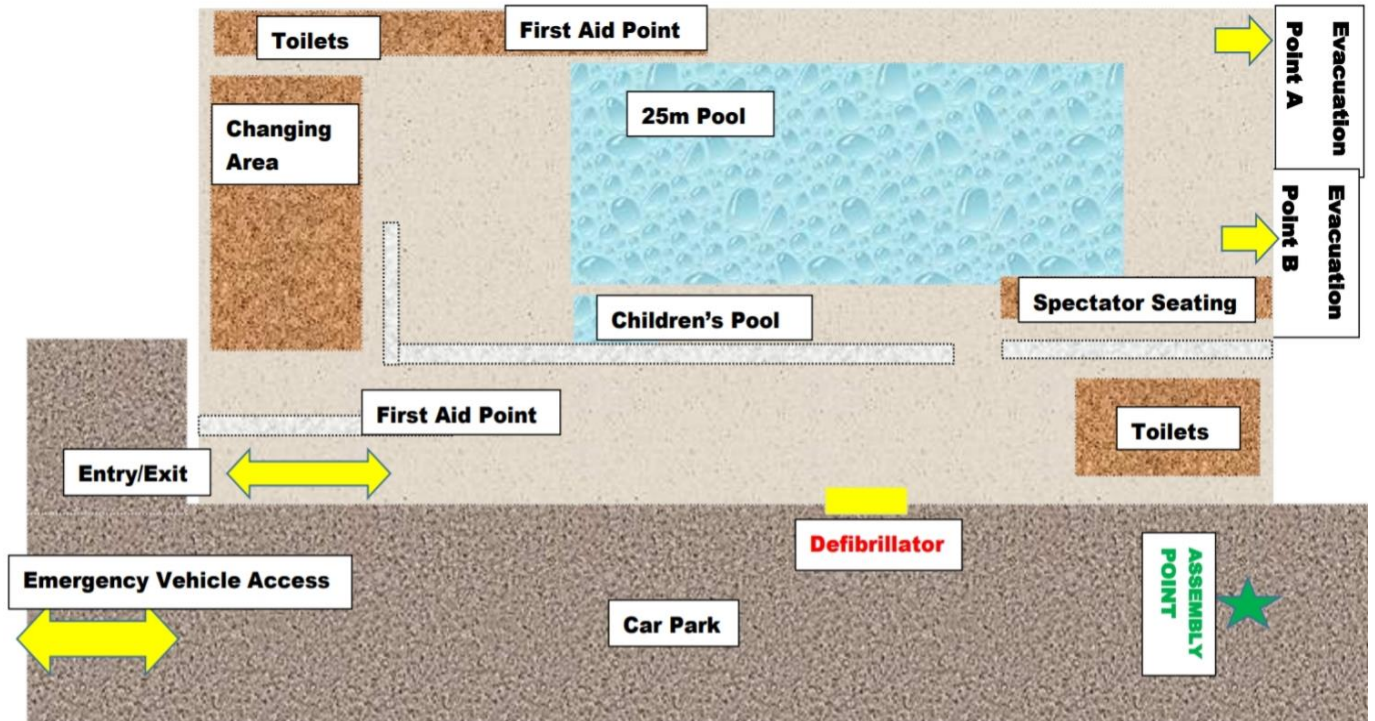 Toilets
First Aid Point
Evacuation
Point A
25m Pool
Changing
Area
Evacuation
Point B
Spectator Seating
Children's Pool
First Aid Point
Toilets
Entry/Exit
Defibrillator
ASSEMBLY
POINT
Emergency Vehicle Access
Car Park